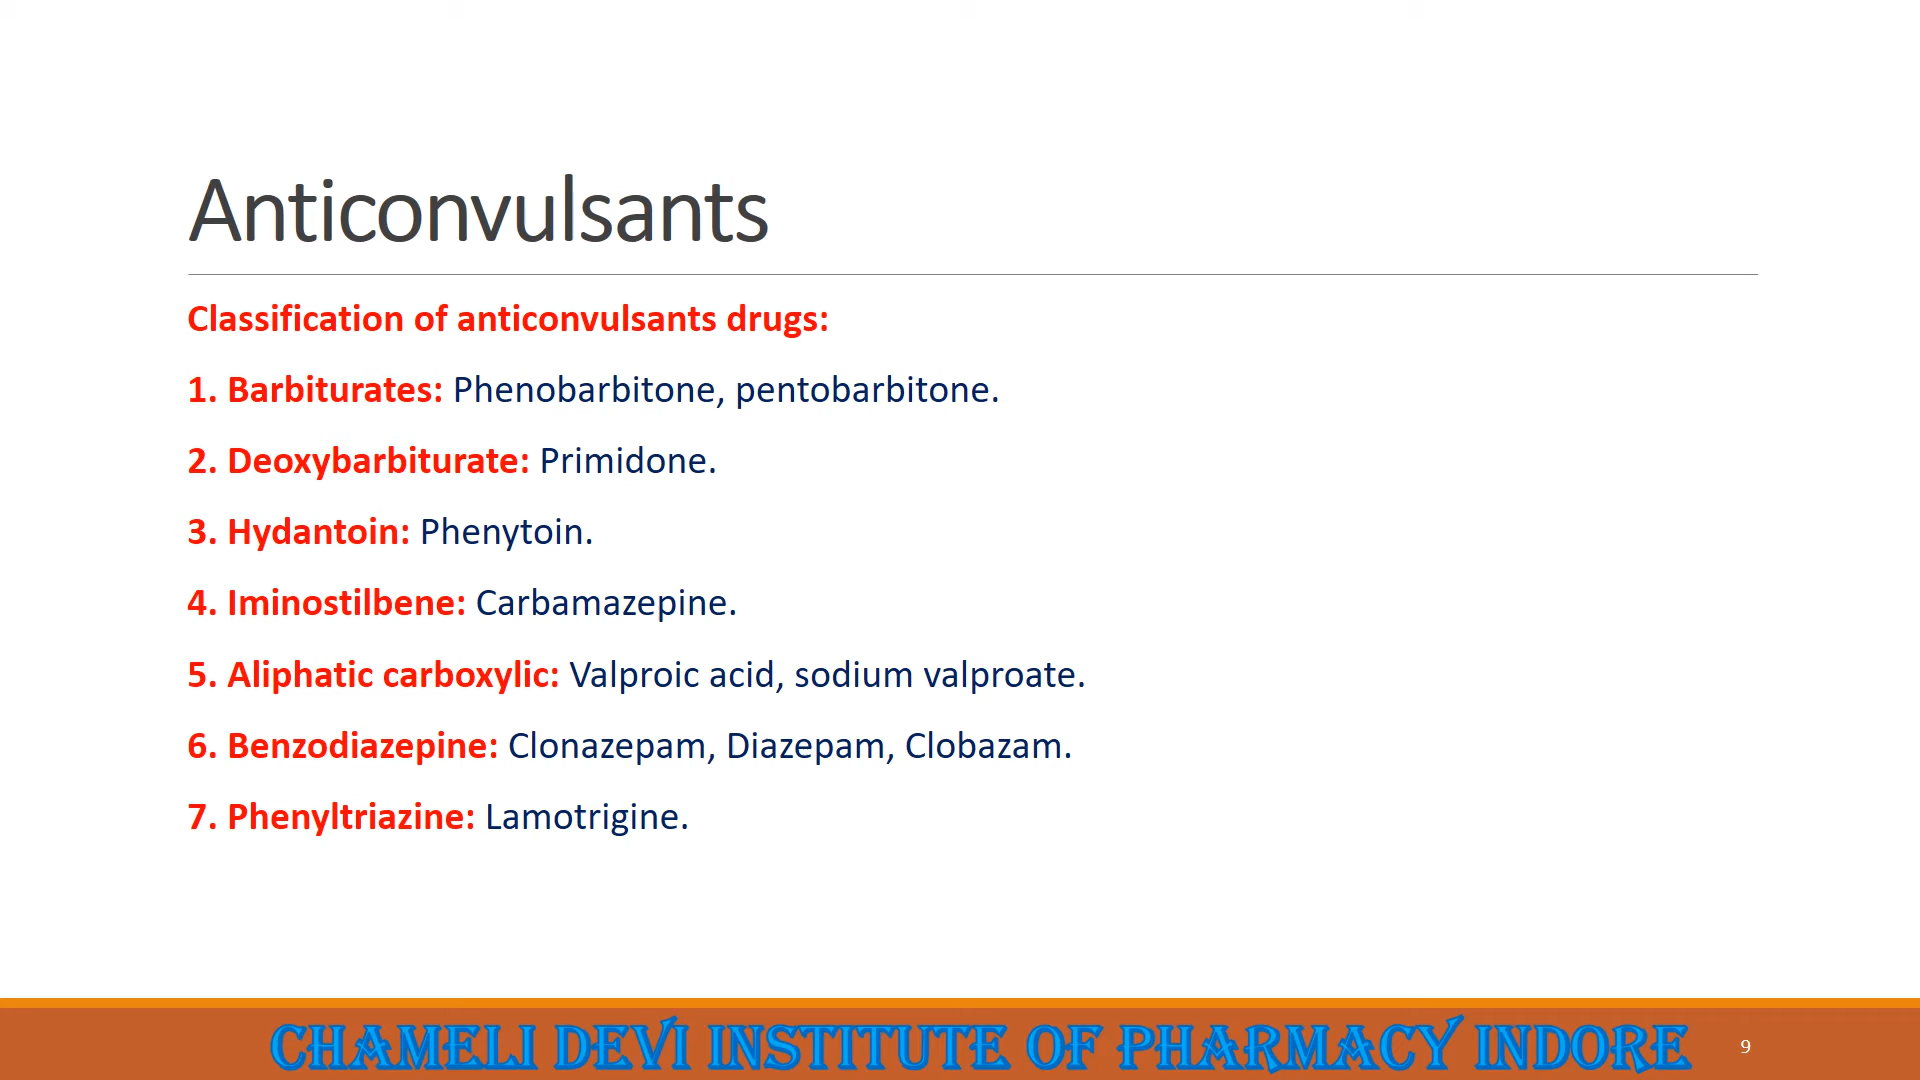 Anticonvulsants
Classification of anticonvulsants drugs:
1. Barbiturates: Phenobarbitone, pentobarbitone.
2. Deoxybarbiturate: Primidone.
3. Hydantoin: Phenytoin.
4. Iminostilbene: Carbamazepine.
5. Aliphatic carboxylic: Valproic acid, sodium valproate.
6. Benzodiazepine: Clonazepam, Diazepam, Clobazam.
7. Phenyltriazine: Lamotrigine.
CHAMELI DEVI INSTITUTE OF PHARMACY INDORE
9